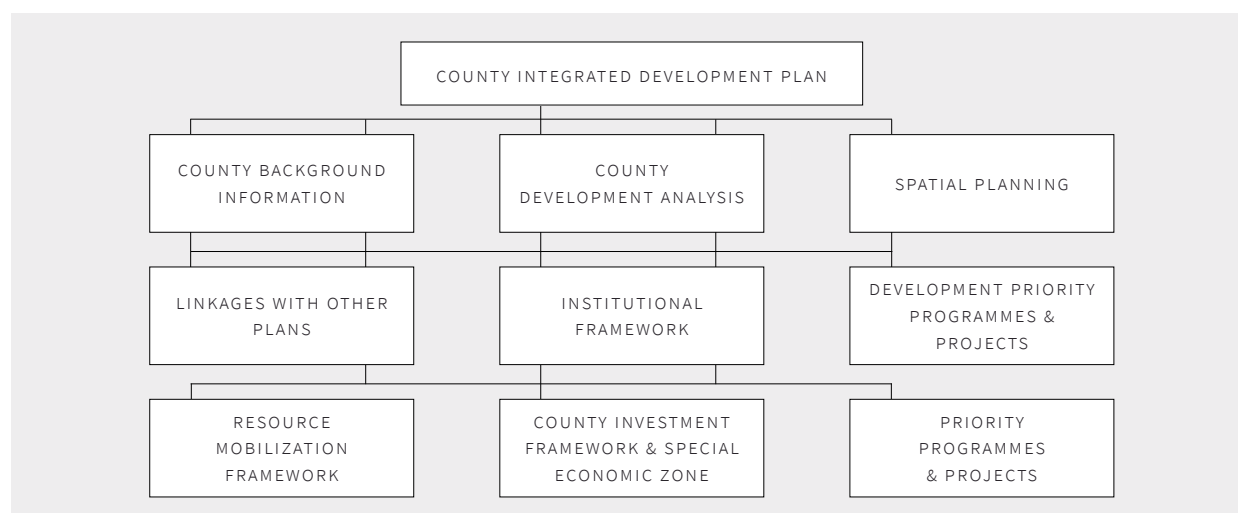 COUNTY INTEGRATED DEVELOPMENT PLAN
COUNTY BACKGROUND
INFORMATION
COUNTY
DEVELOPMENT ANALYSIS
SPATIAL PLANNING
LINKAGES WITH OTHER
PLANS
INSTITUTIONAL
FRAMEWORK
DEVELOPMENT PRIORITY
PROGRAMMES &
PROJECTS
RESOURCE
MOBILIZATION
FRAMEWORK
COUNTY INVESTMENT
FRAMEWORK & SPECIAL
ECONOMIC ZONE
PRIORITY
PROGRAMMES
& PROJECTS